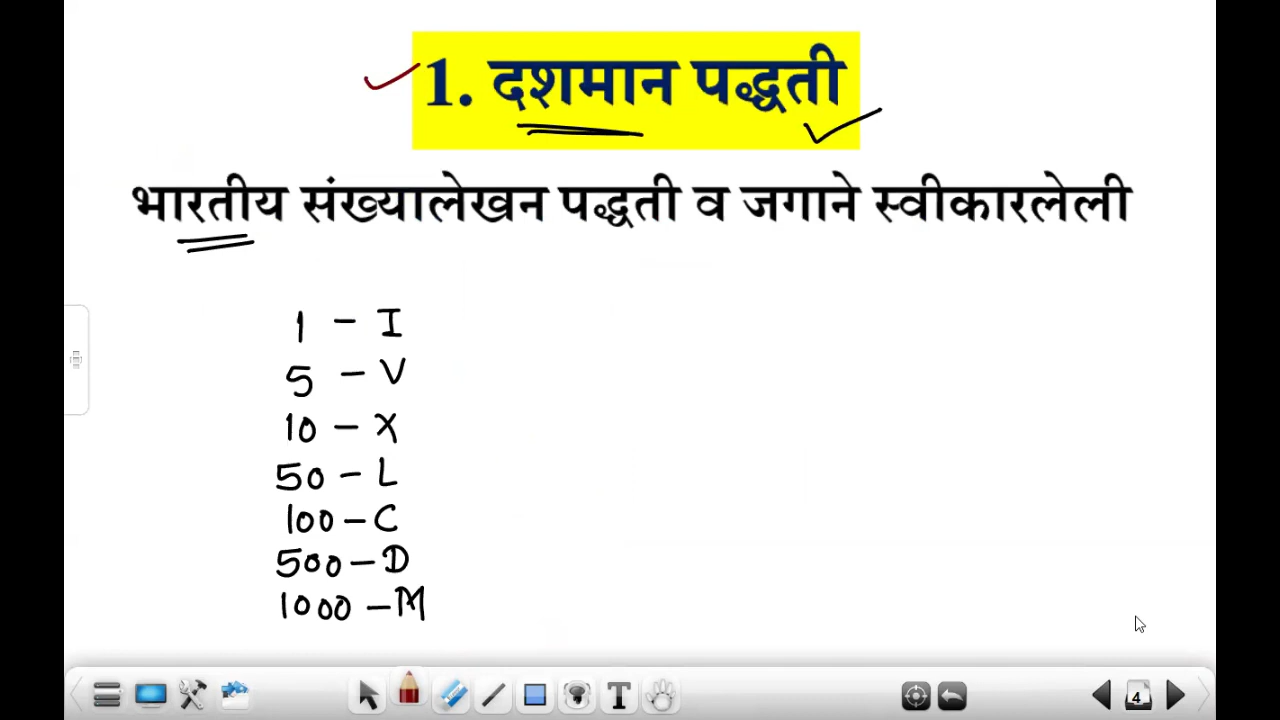 1. दशमान पद्धती
भारतीय संख्यालेखन पद्धती व जगाने स्वीकारलेली
1 - I
5 - V
10 - X
50 - L
100 - C
500 - D
1000 - M
T
4